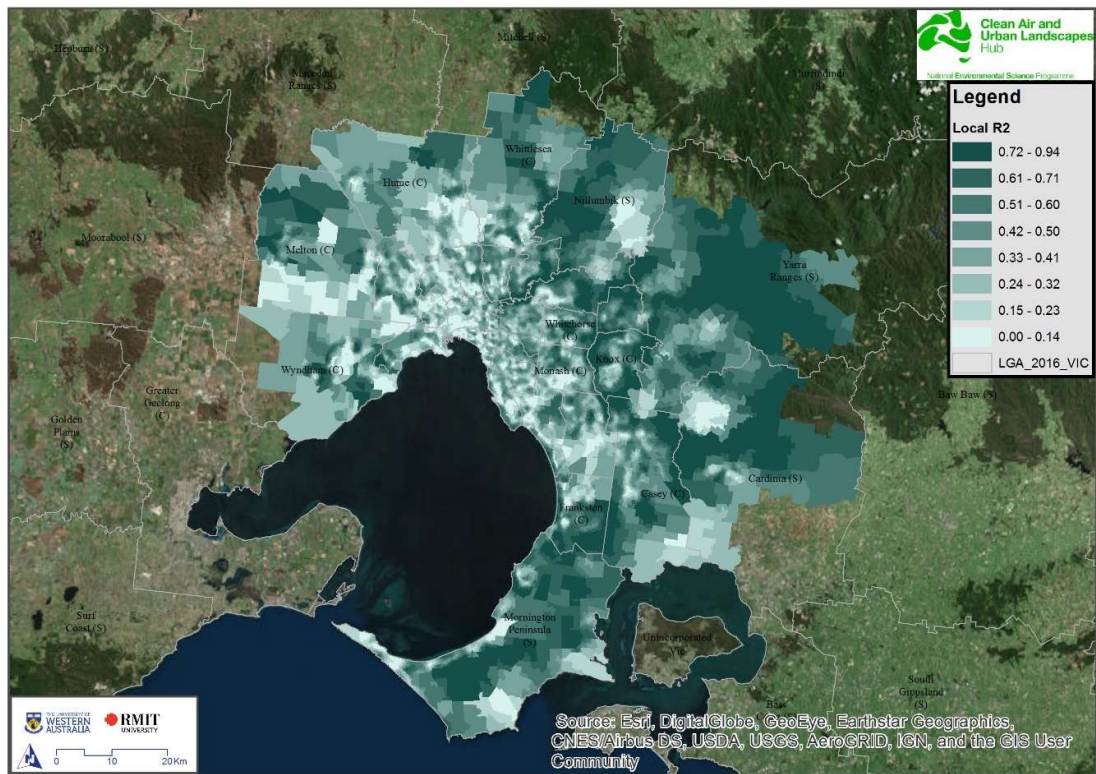 Clean Air and
Urban Landscapes
Hub
National Environmental Science Programme
Legend
Local R2
0.72 - 0.94
0.61 - 0.71
0.51 - 0.60
0.42 - 0.50
0.33 - 0.41
0.24 - 0.32
0.15 - 0.23
0.00 - 0.14
LGA_2016_VIC
Hepburn (S)
Macedon
Ranges (S)
Mitchell (S)
Murrindindi
(S)
Whittlesea
(C)
Hume (C)
Nillumbik (S)
Moorabool (S)
Melton (C)
Yarra
Ranges (S)
Whitehorse
(C)
Knox (C)
Monash (C)
Wyndham (C)
Greater
Geelong
(C)
Golden
Plains
(S)
Baw Baw (S)
Cardinia (S)
Casey (C)
Frankston
(C)
Mornington
Peninsula
(S)
Unincorporated
Vic
Surf
Coast (S)
South
Gippsland
(S)
Bass
THE UNIVERSITY OF
WESTERN
AUSTRALIA
RMIT
UNIVERSITY
N
0 10 20 Km
Source: Esri, DigitalGlobe, GeoEye, Earthstar Geographics,
CNES/Airbus DS, USDA, USGS, AeroGRID, IGN, and the GIS User
Community